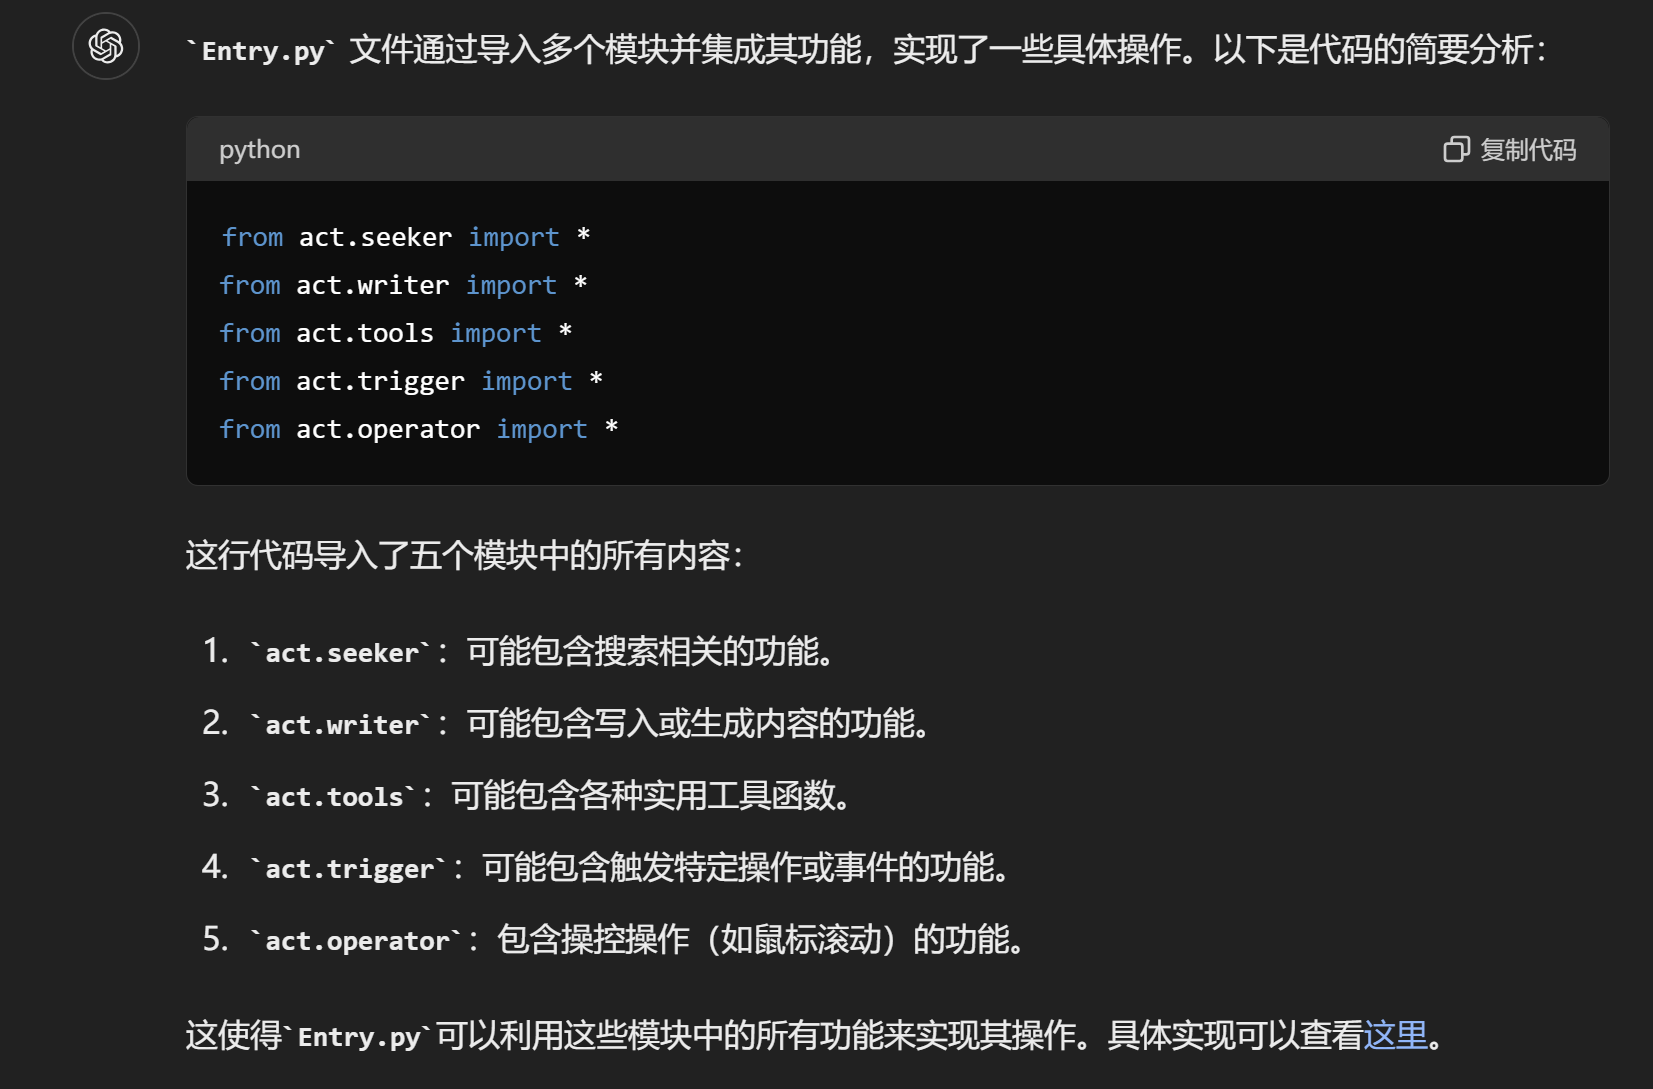 `Entry.py` 文件通过导入多个模块并集成其功能，实现了一些具体操作。以下是代码的简要分析：
python
复制代码
from act.seeker import *
from act.writer import *
from act.tools import *
from act.trigger import *
from act.operator import *
这行代码导入了五个模块中的所有内容：
1. `act.seeker`：可能包含搜索相关的功能。
2. `act.writer`：可能包含写入或生成内容的功能。
3. `act.tools`：可能包含各种实用工具函数。
4. `act.trigger`：可能包含触发特定操作或事件的功能。
5. `act.operator`：包含操控操作（如鼠标滚动）的功能。
这使得`Entry.py`可以利用这些模块中的所有功能来实现其操作。具体实现可以查看这里。